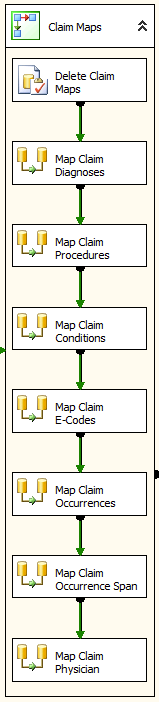 Claim Maps
Delete Claim
Maps
Map Claim
Diagnoses
Map Claim
Procedures
Map Claim
Conditions
Map Claim
E-Codes
Map Claim
Occurrences
Map Claim
Occurrence Span
Map Claim
Physician